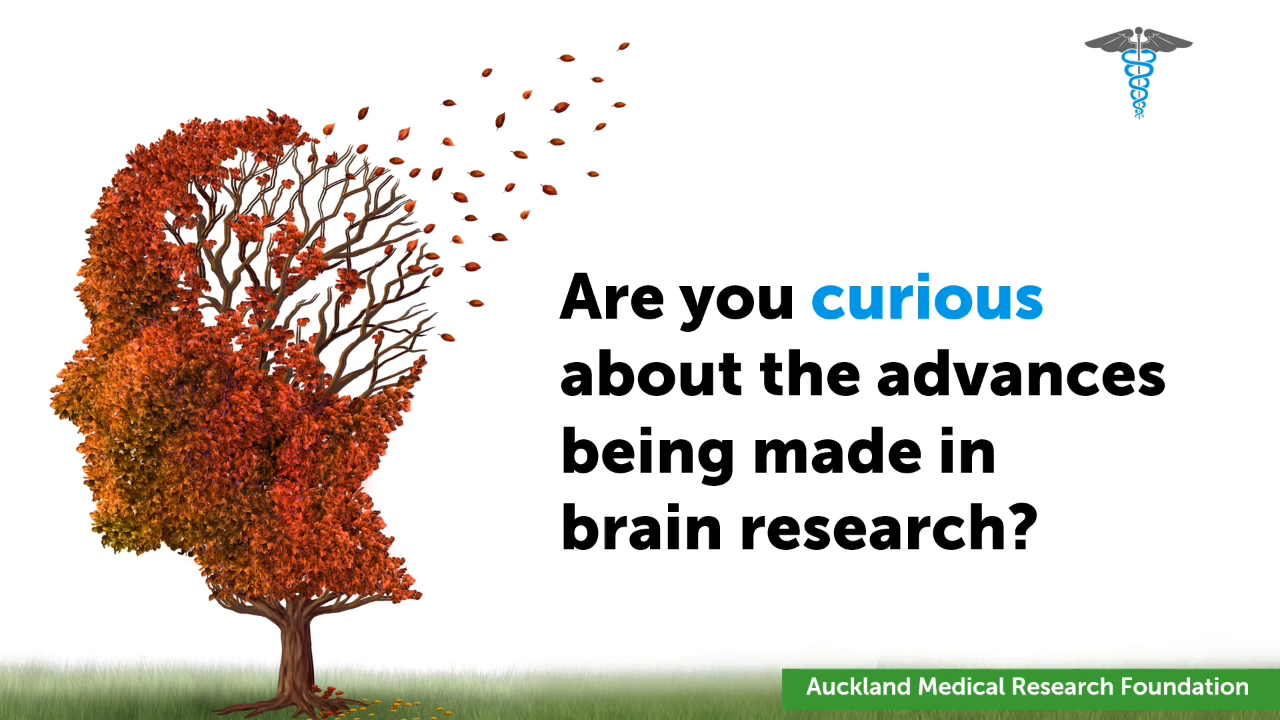 Are you curious
about the advances
being made in
brain research?
Auckland Medical Research Foundation